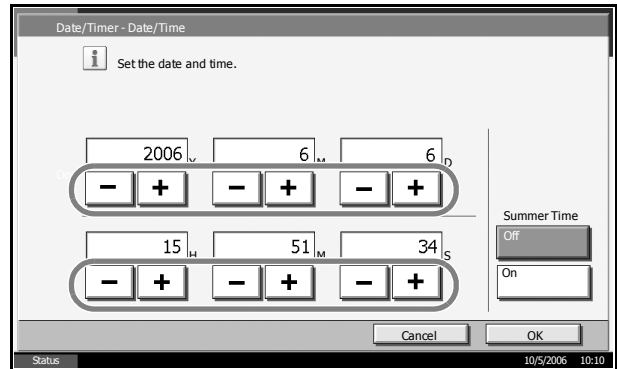 Date/Timer - Date/Time
i Set the date and time.
2006 Y 6 M 6 D
- + - + - +
Summer Time
Off
15 H 51 M 34 S
On
- + - + - +
Cancel OK
Status 10/5/2006 10:10